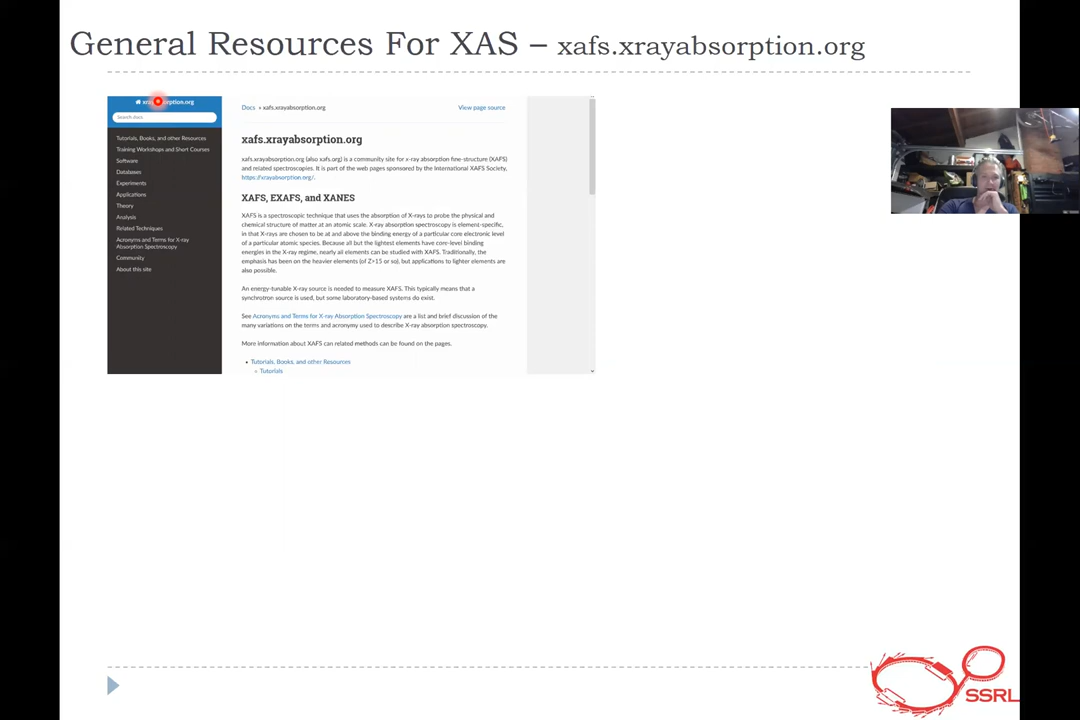 General Resources For XAS – xafs.xrayabsorption.org
xrayabsorption.org
Search docs
Tutorials, Books, and other Resources
Training Workshops and Short Courses
Software
Databases
Experiments
Applications
Theory
Analysis
Related Techniques
Acronyms and Terms for X-ray
Absorption Spectroscopy
Community
About this site
Docs » xafs.xrayabsorption.org
View page source
xafs.xrayabsorption.org
xafs.xrayabsorption.org (also xafs.org) is a community site for x-ray absorption fine-structure (XAFS)
and related spectroscopies. It is part of the web pages sponsored by the International XAFS Society,
https://xrayabsorption.org/.
XAFS, EXAFS, and XANES
XAFS is a spectroscopic technique that uses the absorption of X-rays to probe the physical and
chemical structure of matter at an atomic scale. X-ray absorption spectroscopy is element-specific,
in that X-rays are chosen to be at and above the binding energy of a particular core electronic level
of a particular atomic species. Because all but the lightest elements have core-level binding
energies in the X-ray regime, nearly all elements can be studied with XAFS. Traditionally, the
emphasis has been on the heavier elements (of Z>15 or so), but applications to lighter elements are
also possible.
An energy-tunable X-ray source is needed to measure XAFS. This typically means that a
synchrotron source is used, but some laboratory-based systems do exist.
See Acronyms and Terms for X-ray Absorption Spectroscopy are a list and brief discussion of the
many variations on the terms and acronymy used to describe X-ray absorption spectroscopy.
More information about XAFS can related methods can be found on the pages.
• Tutorials, Books, and other Resources
Tutorials
SSRL